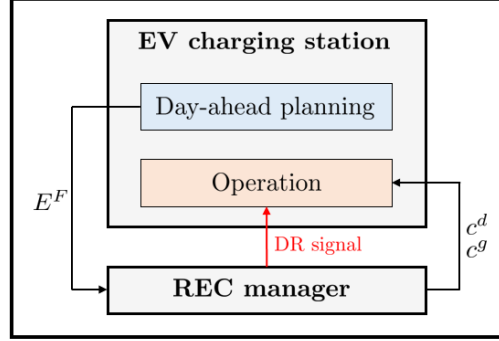 EV charging station
Day-ahead planning
Operation
E^F
c^d
c^g
DR signal
REC manager